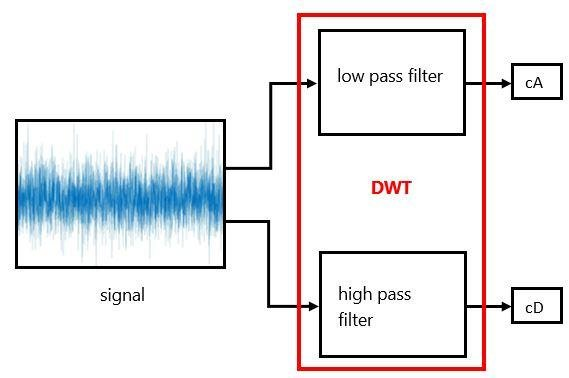 low pass filter
cA
DWT
signal
high pass
filter
cD